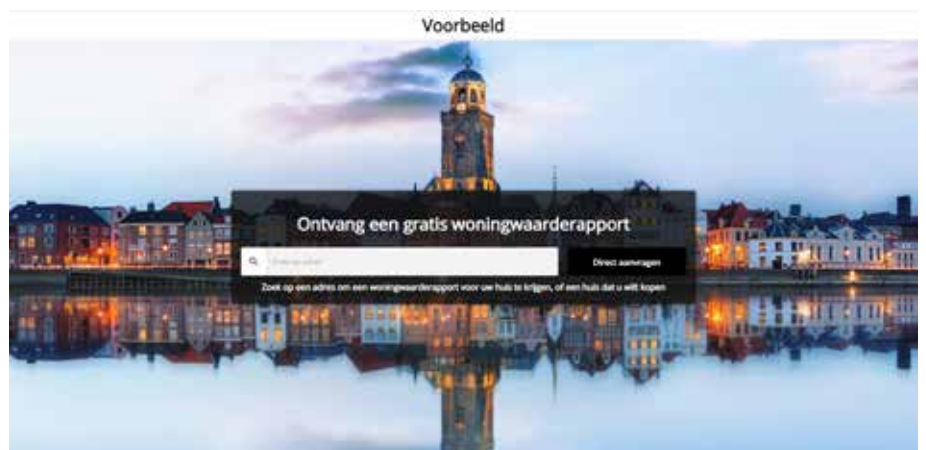 Voorbeeld
Ontvang een gratis woningwaarderapport
Direct aanvragen
Zoek op een adres om een woningwaarderapport voor uw huis te krijgen, of een huis dat u wilt kopen